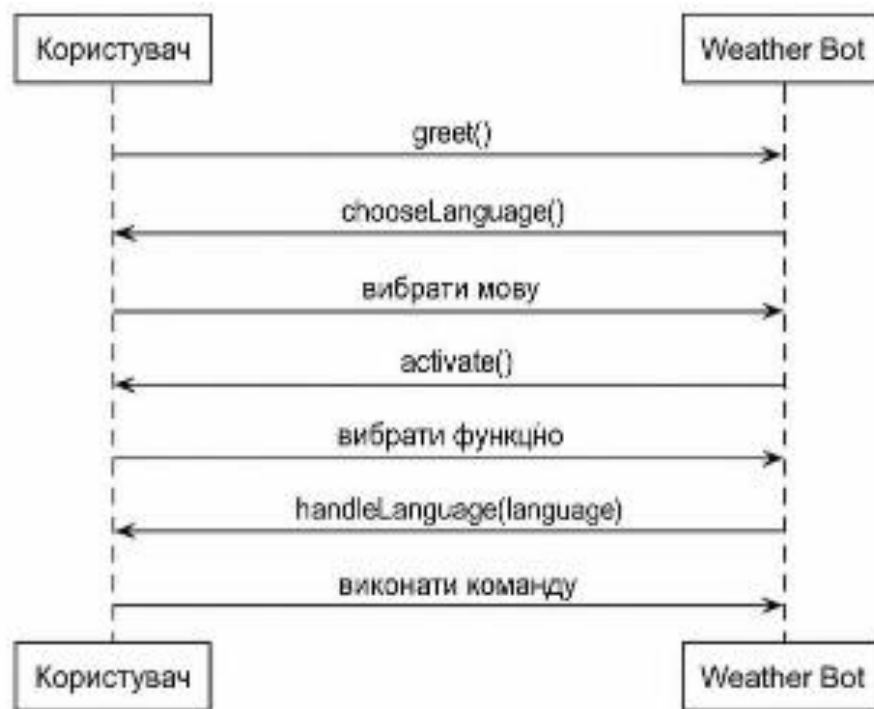 Користувач
Weather Bot
greet()
chooseLanguage()
вибрати мову
activate()
вибрати функцію
handleLanguage(language)
виконати команду
Користувач
Weather Bot